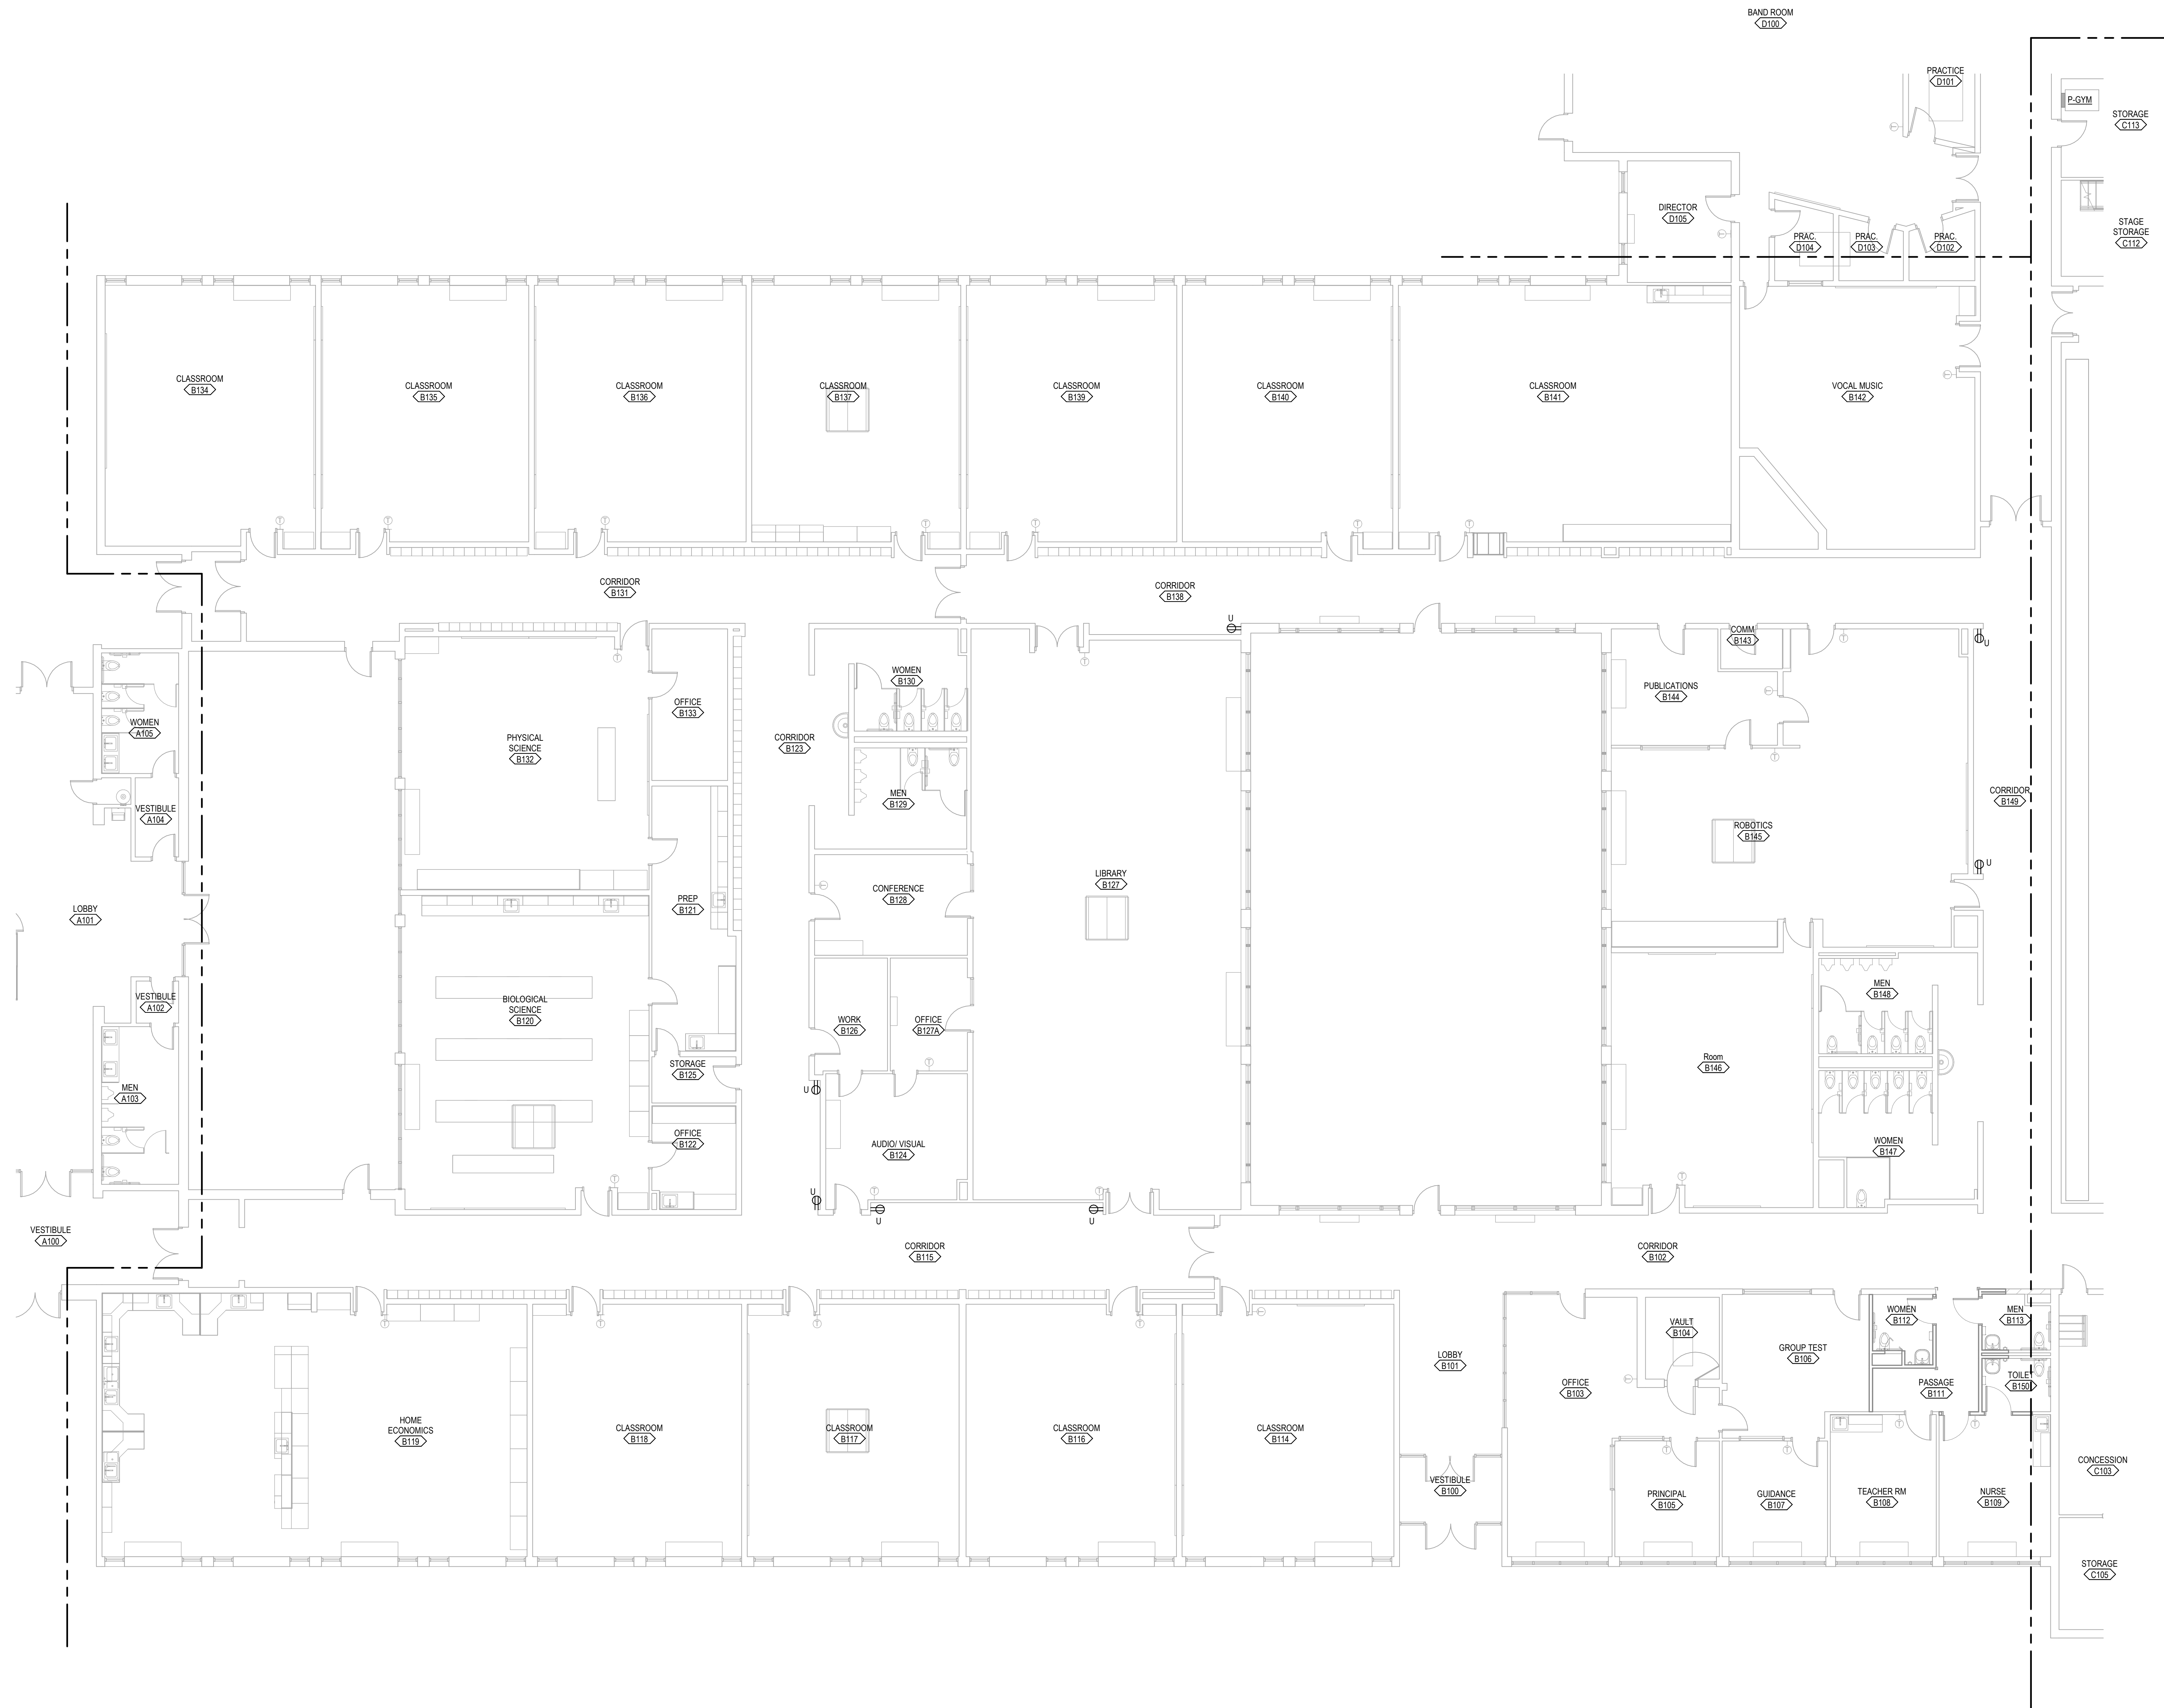 BAND ROOM
D100
PRACTICE
D101
P-GYM
STORAGE
C113
DIRECTOR
D105
PRAC.
D104
PRAC.
D103
PRAC.
D102
STAGE
STORAGE
C112
CLASSROOM
B134
CLASSROOM
B135
CLASSROOM
B136
CLASSROOM
B137
CLASSROOM
B139
CLASSROOM
B140
CLASSROOM
B141
VOCAL MUSIC
B142
CORRIDOR
B131
CORRIDOR
B138
U
COMM.
B143
U
WOMEN
A105
PHYSICAL
SCIENCE
B132
OFFICE
B133
CORRIDOR
B123
WOMEN
B130
PUBLICATIONS
B144
MEN
B129
CORRIDOR
B149
VESTIBULE
A104
ROBOTICS
B145
U
LOBBY
A101
PREP
B121
CONFERENCE
B128
LIBRARY
B127
VESTIBULE
A102
BIOLOGICAL
SCIENCE
B120
WORK
B126
OFFICE
B127A
MEN
B148
STORAGE
B125
Room
B146
MEN
A103
U
OFFICE
B122
AUDIO/ VISUAL
B124
WOMEN
B147
U
U
U
VESTIBULE
A100
CORRIDOR
B115
CORRIDOR
B102
HOME
ECONOMICS
B119
CLASSROOM
B118
CLASSROOM
B117
CLASSROOM
B116
CLASSROOM
B114
LOBBY
B101
VESTIBULE
B100
OFFICE
B103
VAULT
B104
GROUP TEST
B106
WOMEN
B112
MEN
B113
PASSAGE
B111
TOILET
B150
PRINCIPAL
B105
GUIDANCE
B107
TEACHER RM
B108
NURSE
B109
CONCESSION
C103
STORAGE
C105